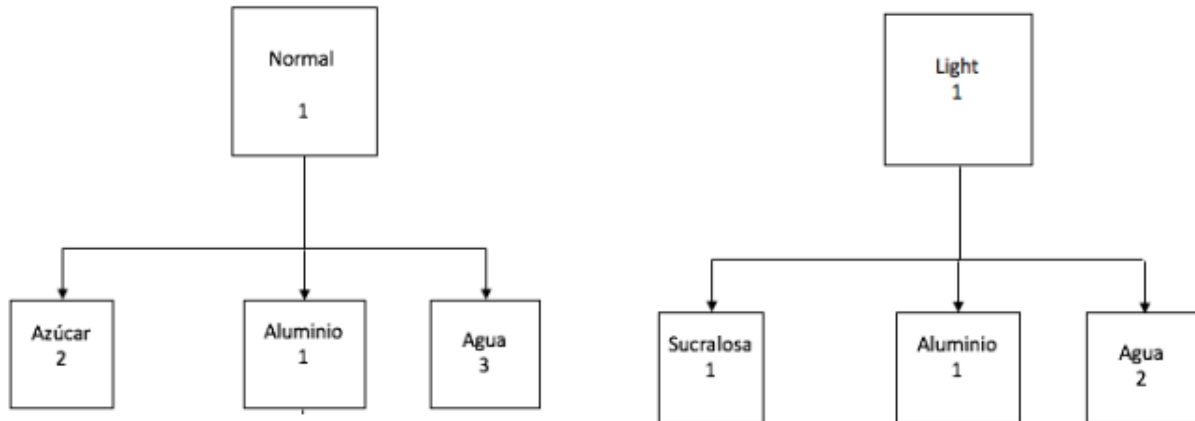 Normal
1
Light
1
Azúcar
2
Aluminio
1
Agua
3
Sucralosa
1
Aluminio
1
Agua
2